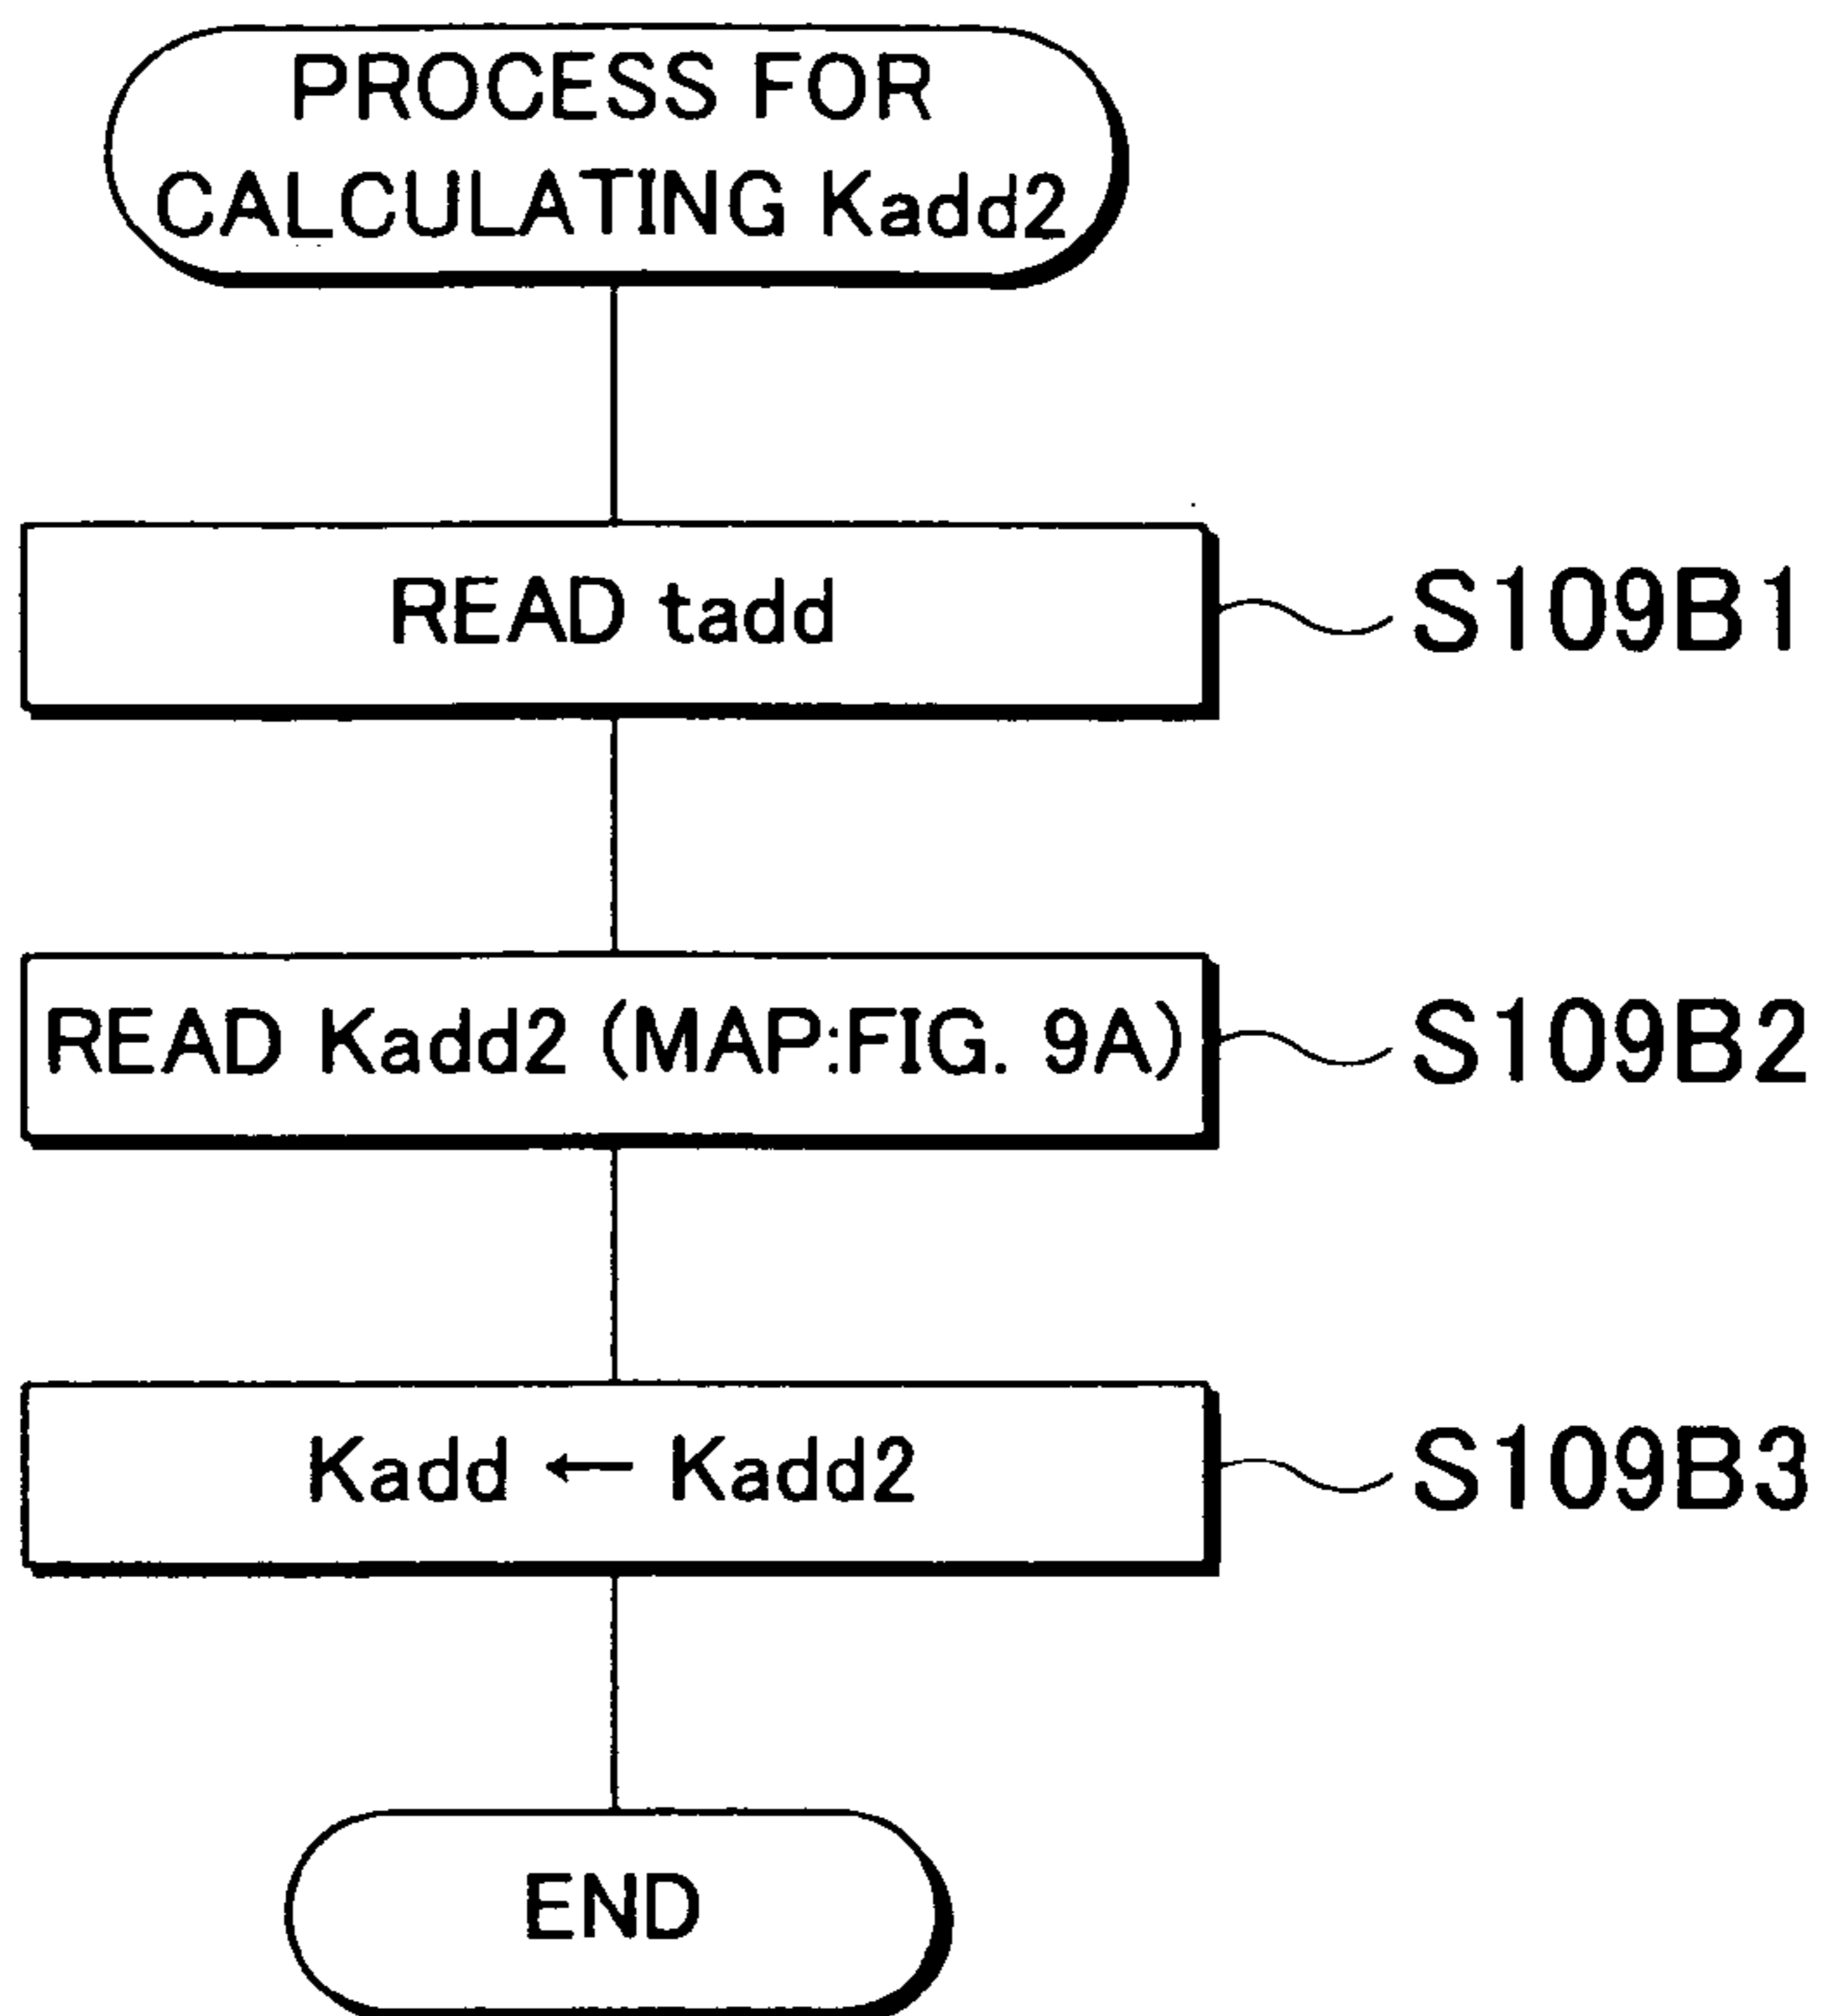 PROCESS FOR
CALCULATING Kadd2
READ tadd
S109B1
READ Kadd2 (MAP:FIG. 9A)
S109B2
Kadd ← Kadd2
S109B3
END